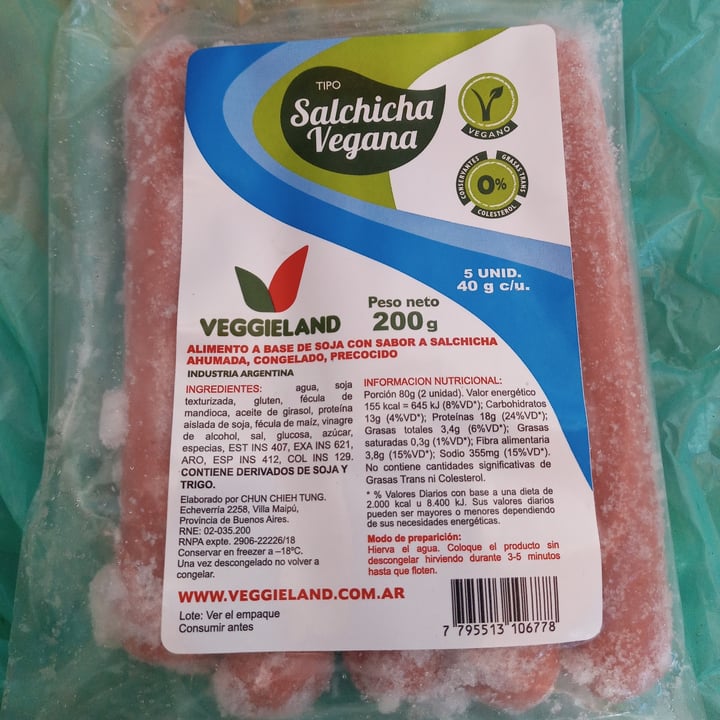 TIPO
Salchicha
Vegana
VEGANO
CONSERVANTES
GRASAS TRANS
0%
COLESTEROL
5 UNID.
40 g c/u.
VEGGIELAND
Peso neto
200g
ALIMENTO A BASE DE SOJA CON SABOR A SALCHICHA
AHUMADA, CONGELADO, PRECOCIDO
INDUSTRIA ARGENTINA
INGREDIENTES: agua, soja
texturizada, gluten, fécula de
mandioca, aceite de girasol, proteína
aislada de soja, fécula de maíz, vinagre
de alcohol, sal, glucosa, azúcar,
especias, EST INS 407, EXA INS 621,
ARO, ESP INS 412, COL INS 129.
CONTIENE DERIVADOS DE SOJA Y
TRIGO.
Elaborado por CHUN CHIEH TUNG.
Echeverría 2258, Villa Maipú,
Provincia de Buenos Aires.
RNE: 02-035.200
RNPA expte. 2906-22226/18
Conservar en freezer a –18ºC.
Una vez descongelado no volver a
congelar.
INFORMACION NUTRICIONAL:
Porción 80g (2 unidad). Valor energético
155 kcal = 645 kJ (8%VD*); Carbohidratos
13g (4%VD*); Proteínas 18g (24%VD*);
Grasas totales 3,4g (6%VD*); Grasas
saturadas 0,3g (1%VD*); Fibra alimentaria
3,8g (15%VD*); Sodio 355mg (15%VD*).
No contiene cantidades significativas de
Grasas Trans ni Colesterol.
* % Valores Diarios con base a una dieta de
2.000 kcal u 8.400 kJ. Sus valores diarios
pueden ser mayores o menores dependiendo
de sus necesidades energéticas.
Modo de preparación:
Hierva el agua. Coloque el producto sin
descongelar hirviendo durante 3-5 minutos
hasta que floten.
WWW.VEGGIELAND.COM.AR
Lote: Ver el empaque
Consumir antes
7 795513 106778